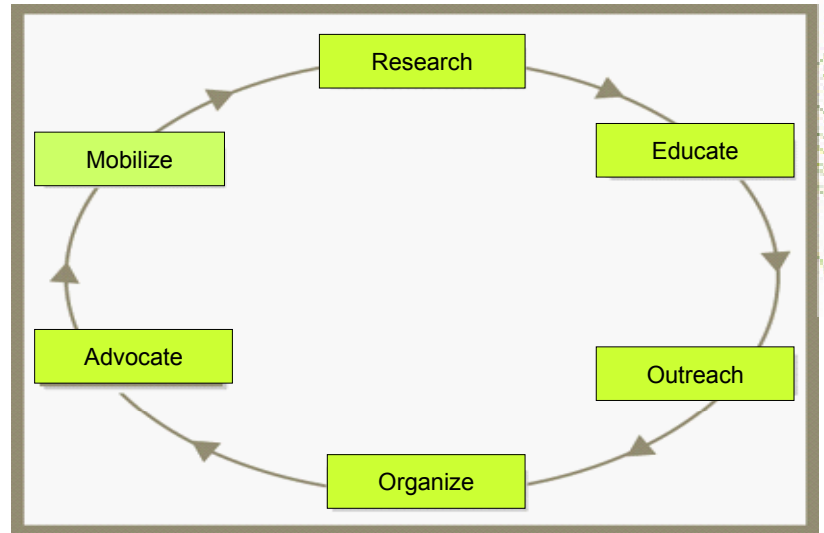 Research
Educate
Outreach
Organize
Advocate
Mobilize